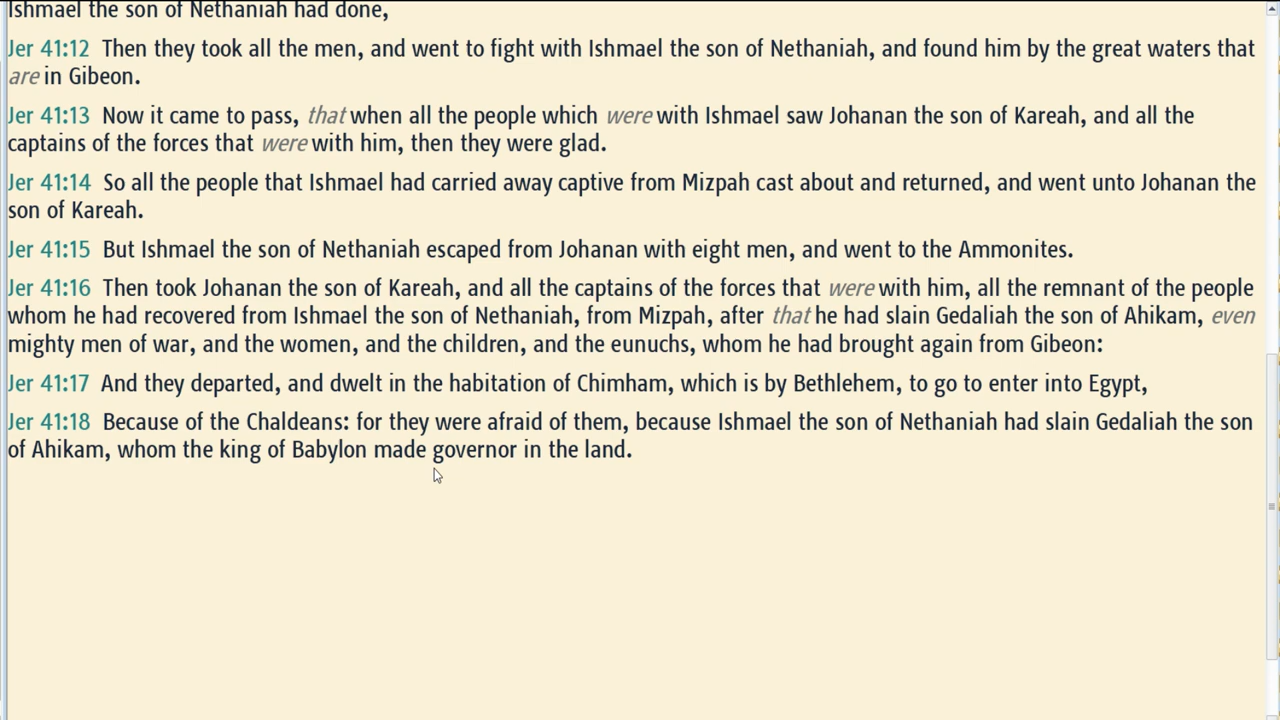 Ishmael the son of Nethaniah had done,
Jer 41:12 Then they took all the men, and went to fight with Ishmael the son of Nethaniah, and found him by the great waters that
are in Gibeon.
Jer 41:13 Now it came to pass, that when all the people which were with Ishmael saw Johanan the son of Kareah, and all the
captains of the forces that were with him, then they were glad.
Jer 41:14 So all the people that Ishmael had carried away captive from Mizpah cast about and returned, and went unto Johanan the
son of Kareah.
Jer 41:15 But Ishmael the son of Nethaniah escaped from Johanan with eight men, and went to the Ammonites.
Jer 41:16 Then took Johanan the son of Kareah, and all the captains of the forces that were with him, all the remnant of the people
whom he had recovered from Ishmael the son of Nethaniah, from Mizpah, after that he had slain Gedaliah the son of Ahikam, even
mighty men of war, and the women, and the children, and the eunuchs, whom he had brought again from Gibeon:
Jer 41:17 And they departed, and dwelt in the habitation of Chimham, which is by Bethlehem, to go to enter into Egypt,
Jer 41:18 Because of the Chaldeans: for they were afraid of them, because Ishmael the son of Nethaniah had slain Gedaliah the son
of Ahikam, whom the king of Babylon made governor in the land.